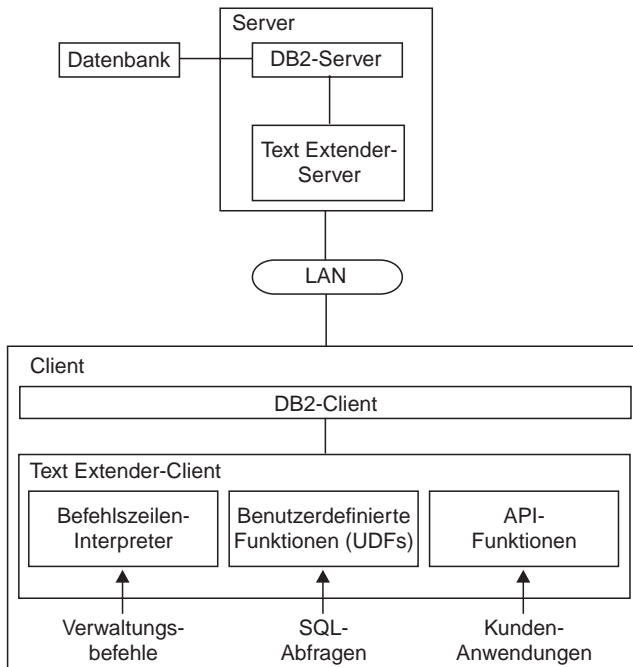 Server
Datenbank
DB2-Server
Text Extender-
Server
LAN
Client
DB2-Client
Text Extender-Client
Befehlszeilen-
Interpreter
Benutzerdefinierte
Funktionen (UDFs)
API-
Funktionen
Verwaltungs-
befehle
SQL-
Abfragen
Kunden-
Anwendungen